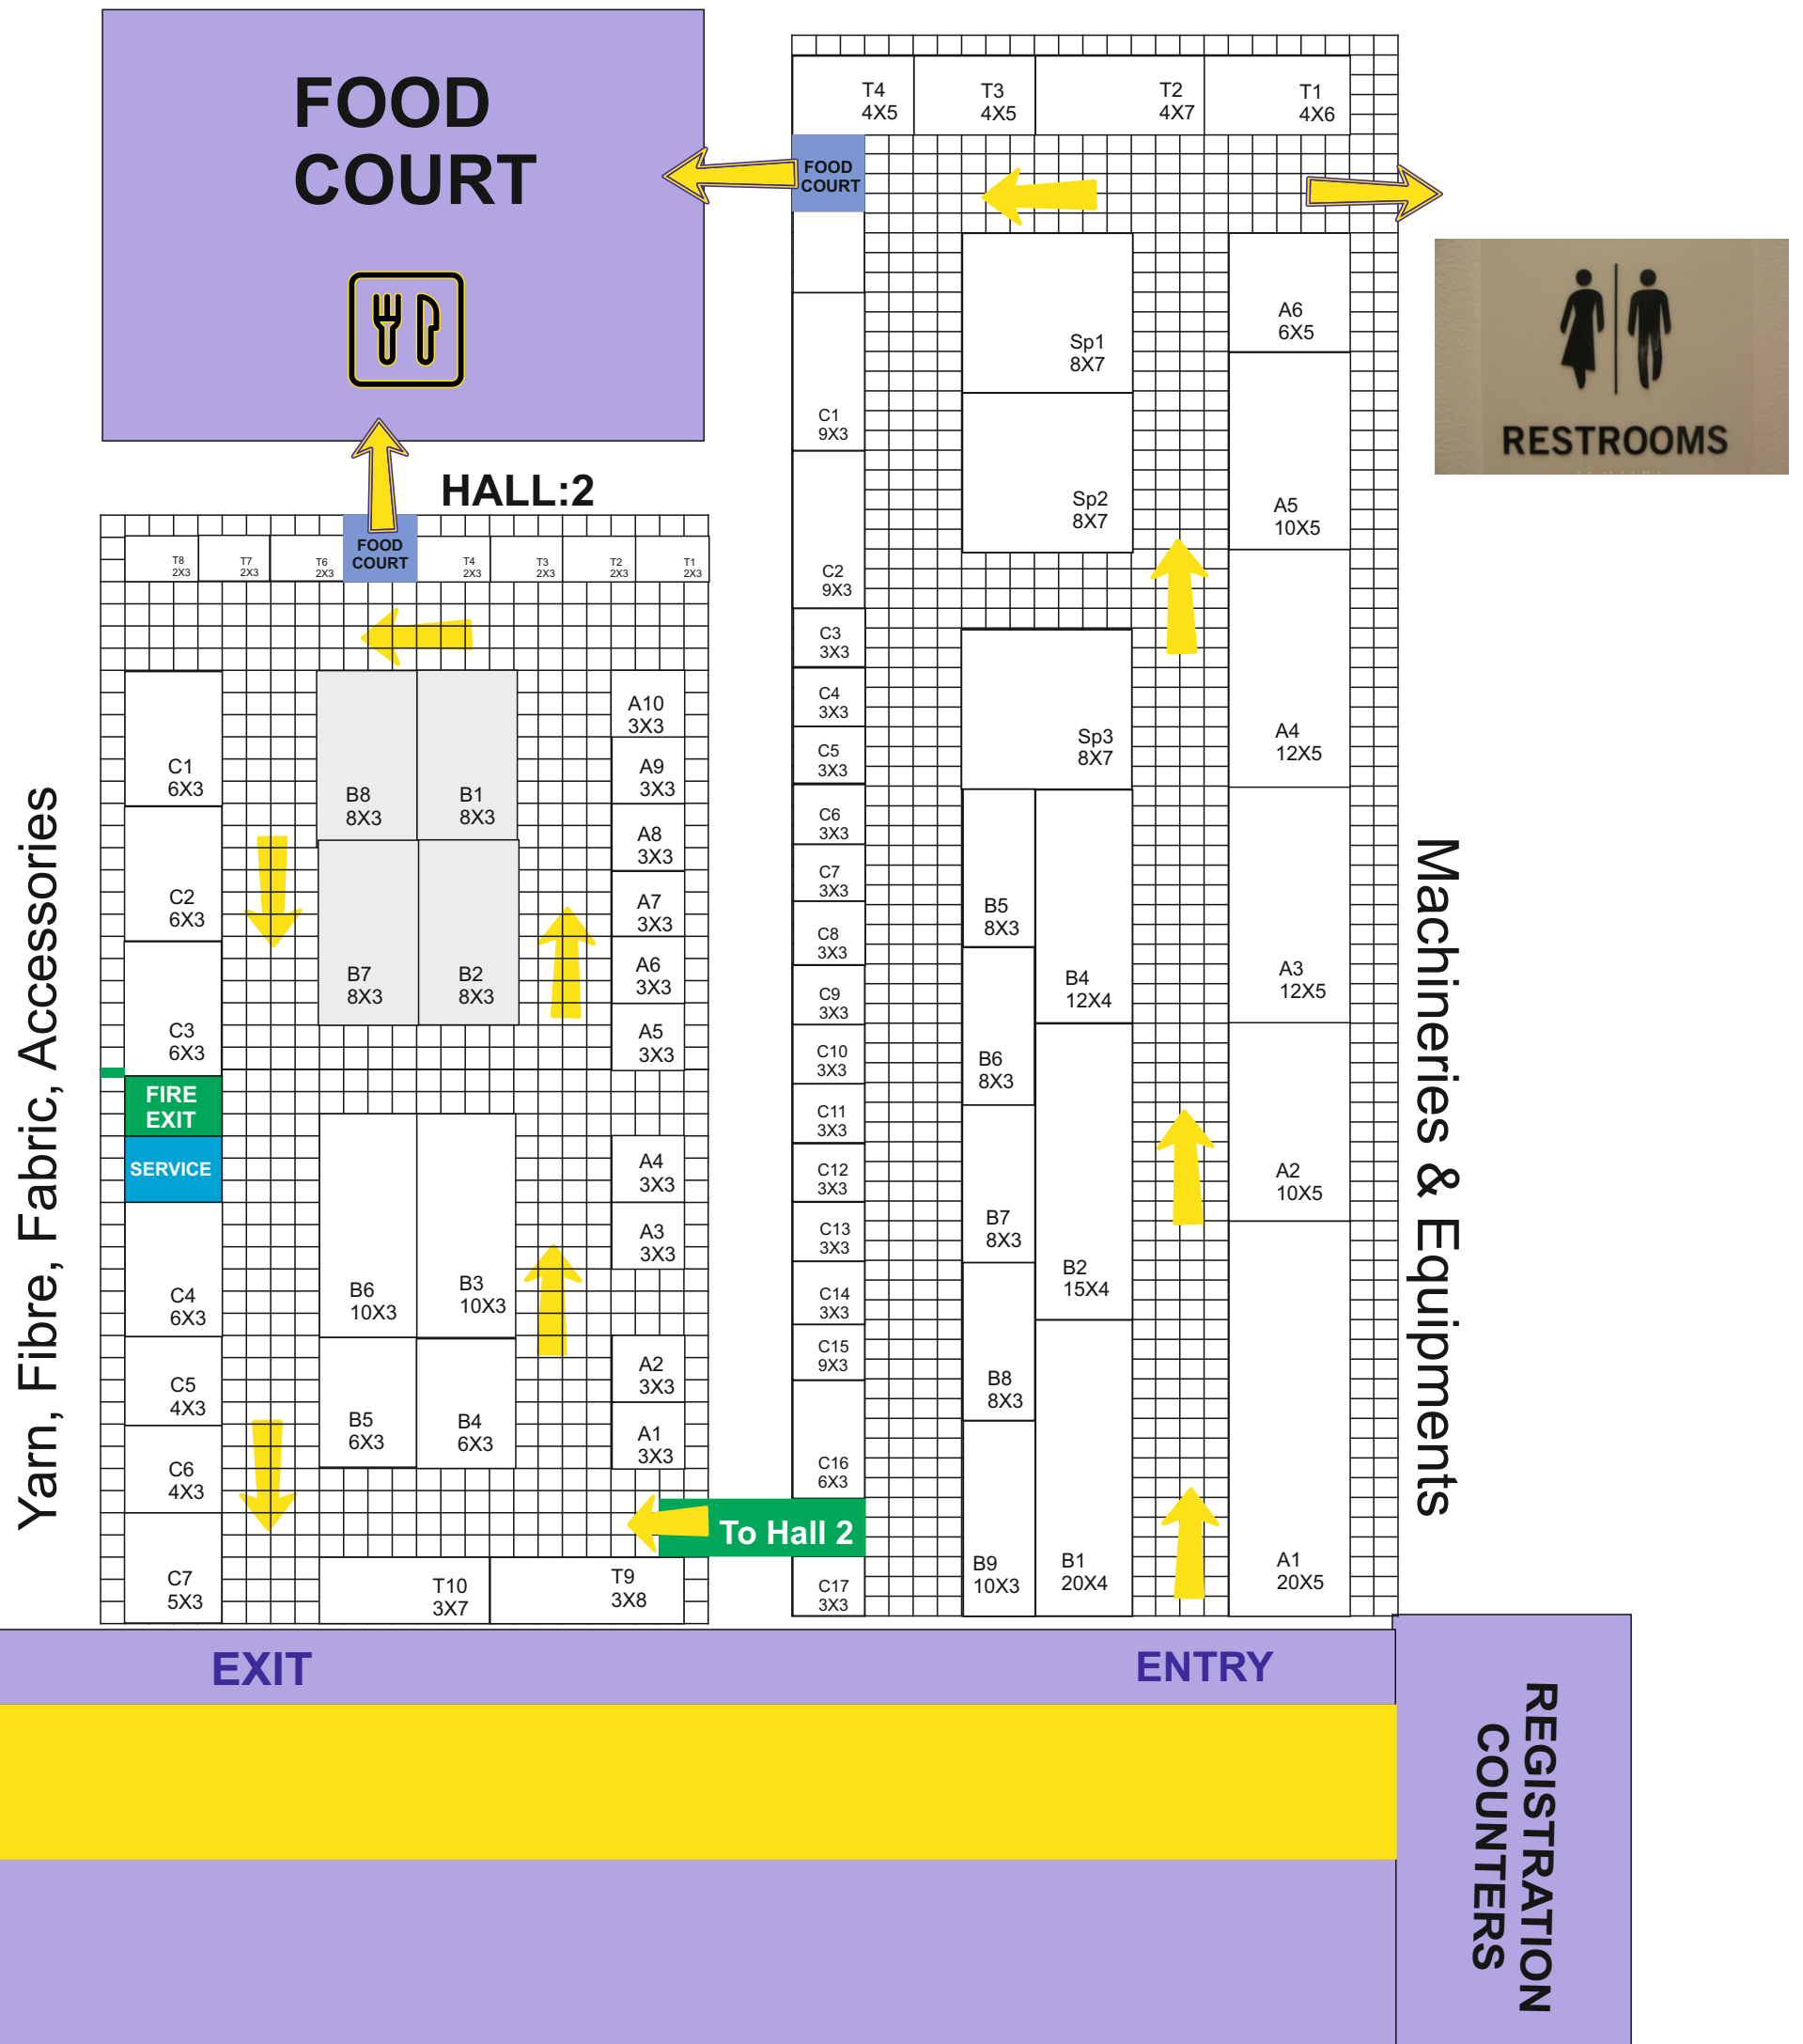 FOOD
COURT
HALL:2
FOOD
COURT
T8
2X3
T7
2X3
T6
2X3
T4
2X3
T3
2X3
T2
2X3
T1
2X3
C1
6X3
C2
6X3
C3
6X3
FIRE
EXIT
SERVICE
C4
6X3
C5
4X3
C6
4X3
C7
5X3
B8
8X3
B1
8X3
B7
8X3
B2
8X3
B6
10X3
B3
10X3
B5
6X3
B4
6X3
A10
3X3
A9
3X3
A8
3X3
A7
3X3
A6
3X3
A5
3X3
A4
3X3
A3
3X3
A2
3X3
A1
3X3
T10
3X7
T9
3X8
Yarn, Fibre, Fabric, Accessories
To Hall 2
T4
4X5
T3
4X5
T2
4X7
T1
4X6
FOOD
COURT
C1
9X3
C2
9X3
C3
3X3
C4
3X3
C5
3X3
C6
3X3
C7
3X3
C8
3X3
C9
3X3
C10
3X3
C11
3X3
C12
3X3
C13
3X3
C14
3X3
C15
9X3
C16
6X3
C17
3X3
Sp1
8X7
Sp2
8X7
Sp3
8X7
B5
8X3
B6
8X3
B7
8X3
B8
8X3
B9
10X3
B4
12X4
B2
15X4
B1
20X4
A6
6X5
A5
10X5
A4
12X5
A3
12X5
A2
10X5
A1
20X5
RESTROOMS
Machineries & Equipments
EXIT
ENTRY
REGISTRATION
COUNTERS